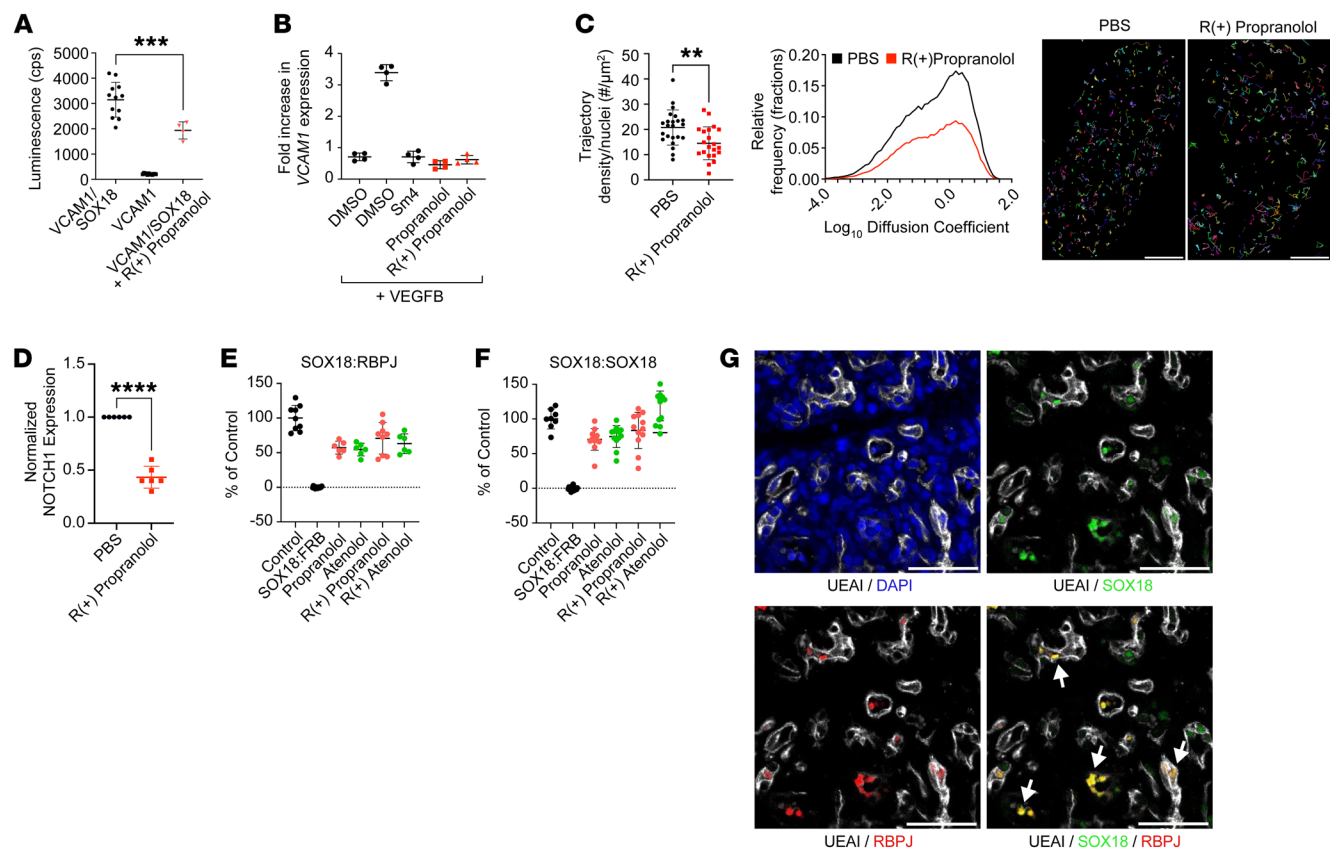 A
Luminescence (cps)
5000
4000
3000
2000
1000
0
***
VCAM1/
SOX18
VCAM1
VCAM1/SOX18
+ R(+) Propranolol
B
Fold increase in
VCAM1 expression
4
3
2
1
0
DMSO
DMSO
Sm4
Propranolol
R(+) Propranolol
+ VEGFB
C
Trajectory
density/nuclei (#/μm²)
50
40
30
20
10
0
**
PBS
R(+) Propranolol
Relative
frequency (fractions)
0.20
0.15
0.10
0.05
0.00
PBS
R(+)Propranolol
-4.0
-2.0
0.0
2.0
Log₁₀ Diffusion Coefficient
PBS
R(+) Propranolol
D
Normalized
NOTCH1 Expression
1.5
1.0
0.5
0.0
****
PBS
R(+) Propranolol
E
SOX18:RBPJ
% of Control
150
100
50
0
-50
Control
SOX18:FRB
Propranolol
Atenolol
R(+) Propranolol
R(+) Atenolol
F
SOX18:SOX18
% of Control
150
100
50
0
-50
Control
SOX18:FRB
Propranolol
Atenolol
R(+) Propranolol
R(+) Atenolol
G
UEAI / DAPI
UEAI / SOX18
UEAI / RBPJ
UEAI / SOX18 / RBPJ